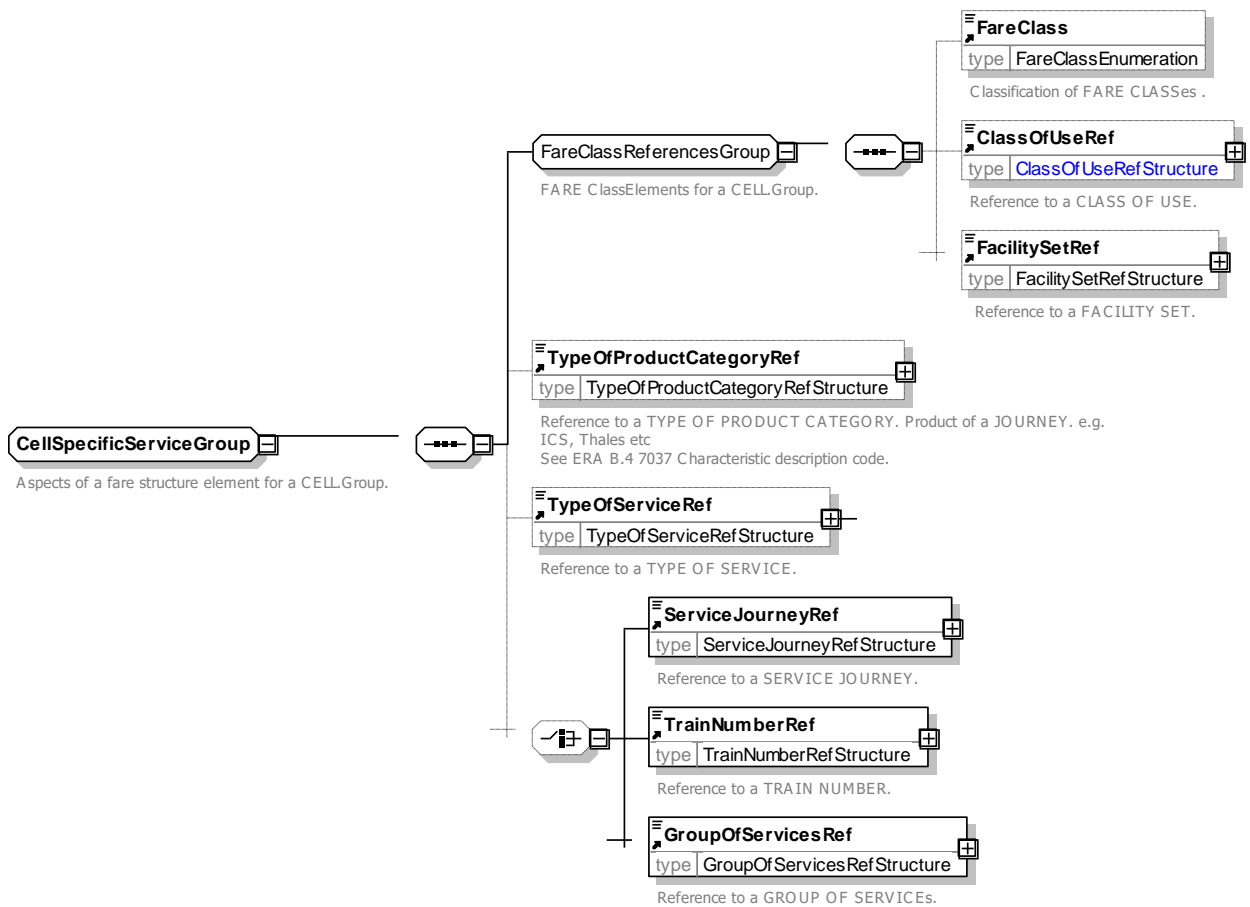 FareClass
type FareClassEnumeration
Classification of FARE CLASSes .
ClassOfUseRef
type ClassOfUseRefStructure
Reference to a CLASS OF USE.
FacilitySetRef
type FacilitySetRefStructure
Reference to a FACILITY SET.
FareClassReferencesGroup
FARE ClassElements for a CELL.Group.
TypeOfProductCategoryRef
type TypeOfProductCategoryRefStructure
Reference to a TYPE OF PRODUCT CATEGORY. Product of a JOURNEY. e.g.
ICS, Thales etc
See ERA B.4 7037 Characteristic description code.
CellSpecificServiceGroup
Aspects of a fare structure element for a CELL.Group.
TypeOfServiceRef
type TypeOfServiceRefStructure
Reference to a TYPE OF SERVICE.
ServiceJourneyRef
type ServiceJourneyRefStructure
Reference to a SERVICE JOURNEY.
TrainNumberRef
type TrainNumberRefStructure
Reference to a TRAIN NUMBER.
GroupOfServicesRef
type GroupOfServicesRefStructure
Reference to a GROUP OF SERVICEs.